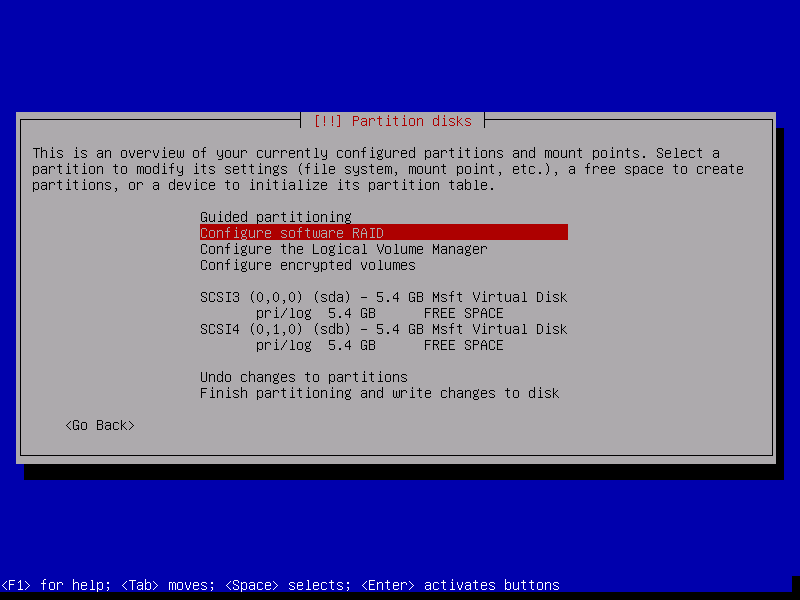 [!!] Partition disks
This is an overview of your currently configured partitions and mount points. Select a
partition to modify its settings (file system, mount point, etc.), a free space to create
partitions, or a device to initialize its partition table.
Guided partitioning
Configure software RAID
Configure the Logical Volume Manager
Configure encrypted volumes
SCSI3 (0,0,0) (sda) - 5.4 GB Msft Virtual Disk
pri/log 5.4 GB FREE SPACE
SCSI4 (0,1,0) (sdb) - 5.4 GB Msft Virtual Disk
pri/log 5.4 GB FREE SPACE
Undo changes to partitions
Finish partitioning and write changes to disk
<Go Back>
<F1> for help; <Tab> moves; <Space> selects; <Enter> activates buttons